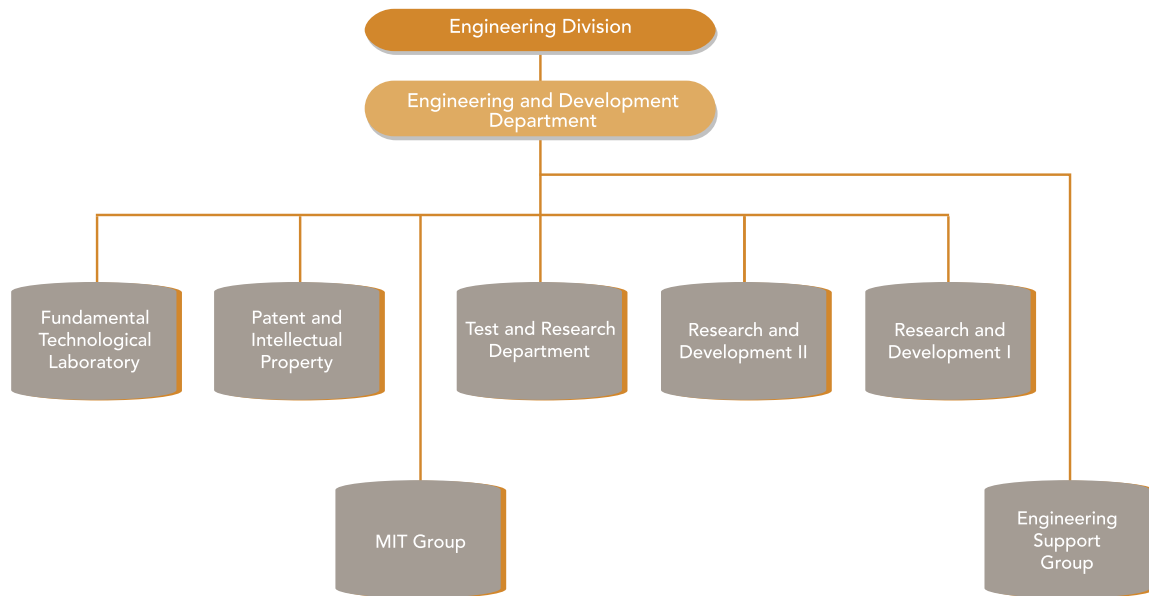 Engineering Division
Engineering and Development
Department
Fundamental
Technological
Laboratory
Patent and
Intellectual
Property
Test and Research
Department
Research and
Development II
Research and
Development I
MIT Group
Engineering
Support
Group